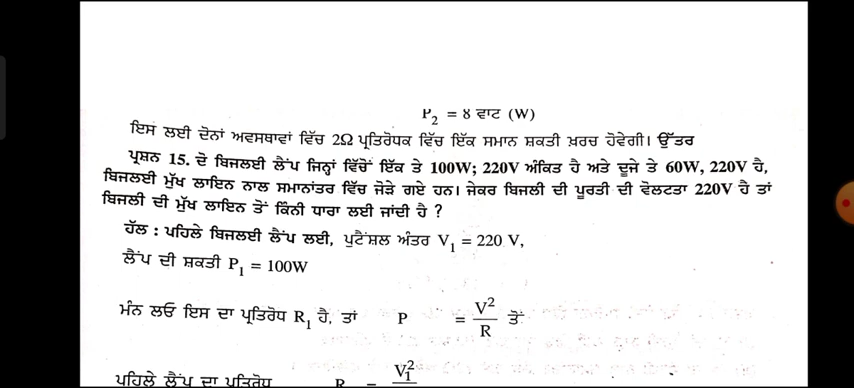 P₂ = 8 ਵਾਟ (W)
ਇਸ ਲਈ ਦੋਨਾਂ ਅਵਸਥਾਵਾਂ ਵਿੱਚ 2Ω ਪ੍ਰਤਿਰੋਧਕ ਵਿੱਚ ਇੱਕ ਸਮਾਨ ਸ਼ਕਤੀ ਖ਼ਰਚ ਹੋਵੇਗੀ। ਉੱਤਰ
ਪ੍ਰਸ਼ਨ 15. ਦੋ ਬਿਜਲਈ ਲੈਂਪ ਜਿਨ੍ਹਾਂ ਵਿੱਚੋਂ ਇੱਕ ਤੇ 100W; 220V ਅੰਕਿਤ ਹੈ ਅਤੇ ਦੂਜੇ ਤੇ 60W, 220V ਹੈ,
ਬਿਜਲਈ ਮੁੱਖ ਲਾਇਨ ਨਾਲ ਸਮਾਨਾਂਤਰ ਵਿੱਚ ਜੋੜੇ ਗਏ ਹਨ। ਜੇਕਰ ਬਿਜਲੀ ਦੀ ਪੂਰਤੀ ਦੀ ਵੋਲਟਤਾ 220V ਹੈ ਤਾਂ
ਬਿਜਲੀ ਦੀ ਮੁੱਖ ਲਾਇਨ ਤੋਂ ਕਿੰਨੀ ਧਾਰਾ ਲਈ ਜਾਂਦੀ ਹੈ ?
ਹੱਲ : ਪਹਿਲੇ ਬਿਜਲਈ ਲੈਂਪ ਲਈ, ਪੁਟੈਂਸ਼ਲ ਅੰਤਰ V₁ = 220 V,
ਲੈਂਪ ਦੀ ਸ਼ਕਤੀ P₁ = 100W
ਮੰਨ ਲਓ ਇਸ ਦਾ ਪ੍ਰਤਿਰੋਧ R₁ ਹੈ, ਤਾਂ P = V²/R ਤੋਂ
ਪਹਿਲੇ ਲੈਂਪ ਦਾ ਪ੍ਰਤਿਰੋਧ R = V₁²